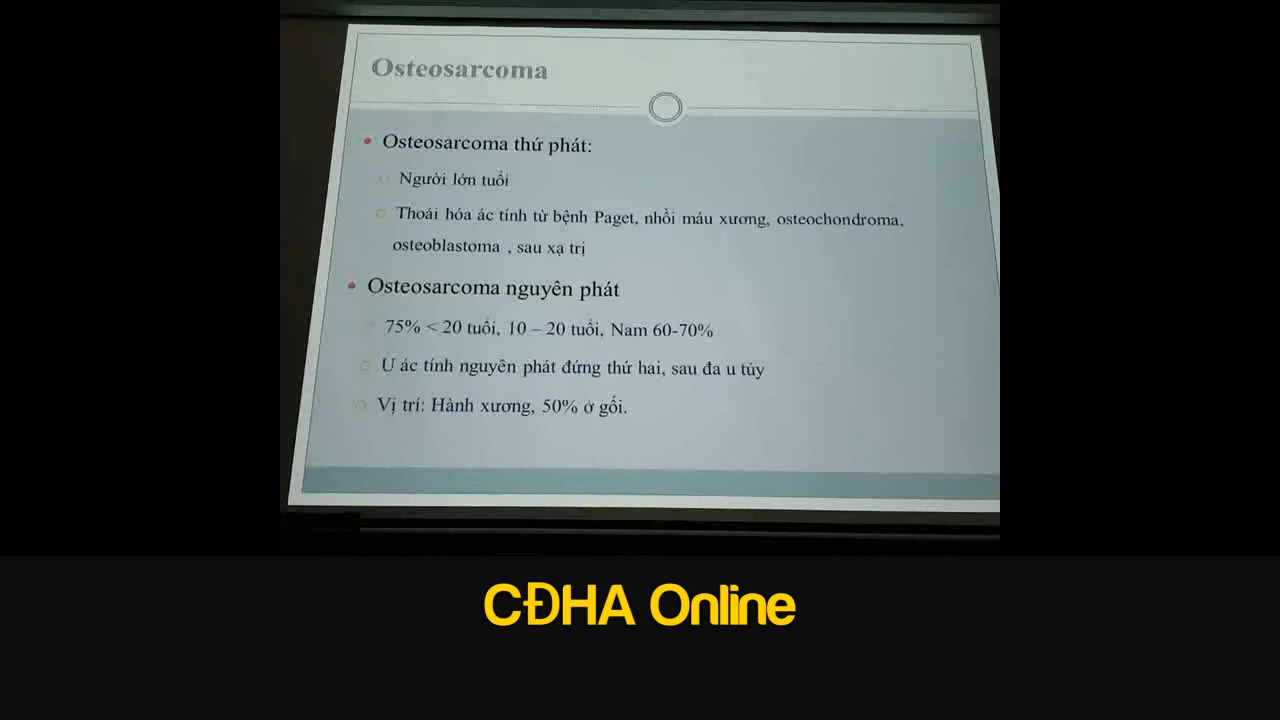 Osteosarcoma
Osteosarcoma thứ phát:
Người lớn tuổi
Thoái hóa ác tính từ bệnh Paget, nhồi máu xương, osteochondroma,
osteoblastoma , sau xạ trị
Osteosarcoma nguyên phát
75% < 20 tuổi, 10 – 20 tuổi, Nam 60-70%
U ác tính nguyên phát đứng thứ hai, sau đa u tủy
Vị trí: Hành xương, 50% ở gối.
CĐHA Online